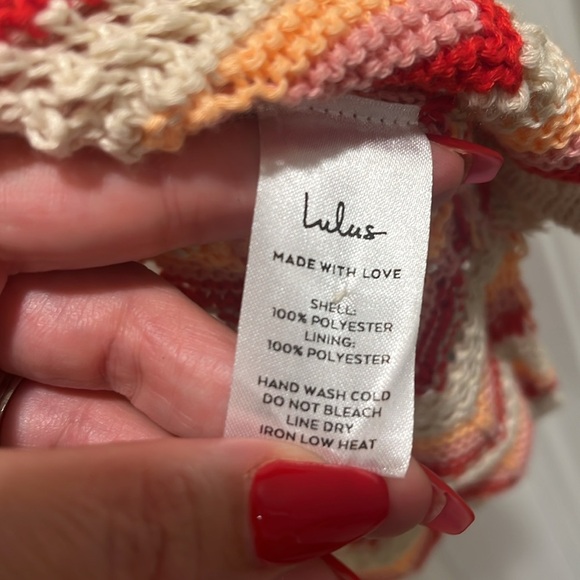 Lulus
MADE WITH LOVE
SHELL:
100% POLYESTER
LINING:
100% POLYESTER
HAND WASH COLD
DO NOT BLEACH
LINE DRY
IRON LOW HEAT